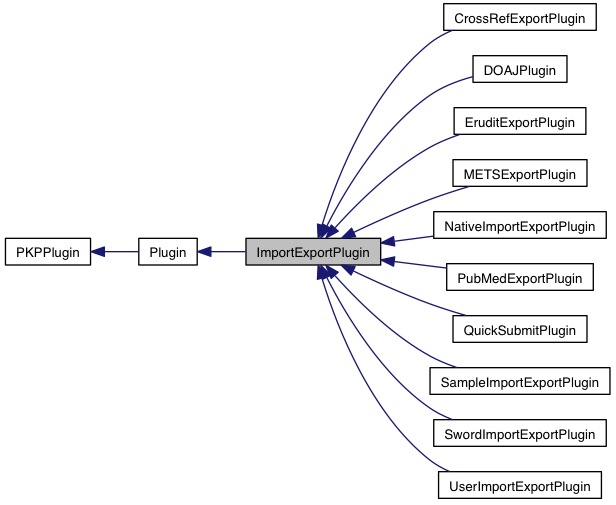 CrossRefExportPlugin
DOAJPlugin
EruditExportPlugin
METSExportPlugin
NativeImportExportPlugin
PKPPlugin
Plugin
ImportExportPlugin
PubMedExportPlugin
QuickSubmitPlugin
SampleImportExportPlugin
SwordImportExportPlugin
UserImportExportPlugin